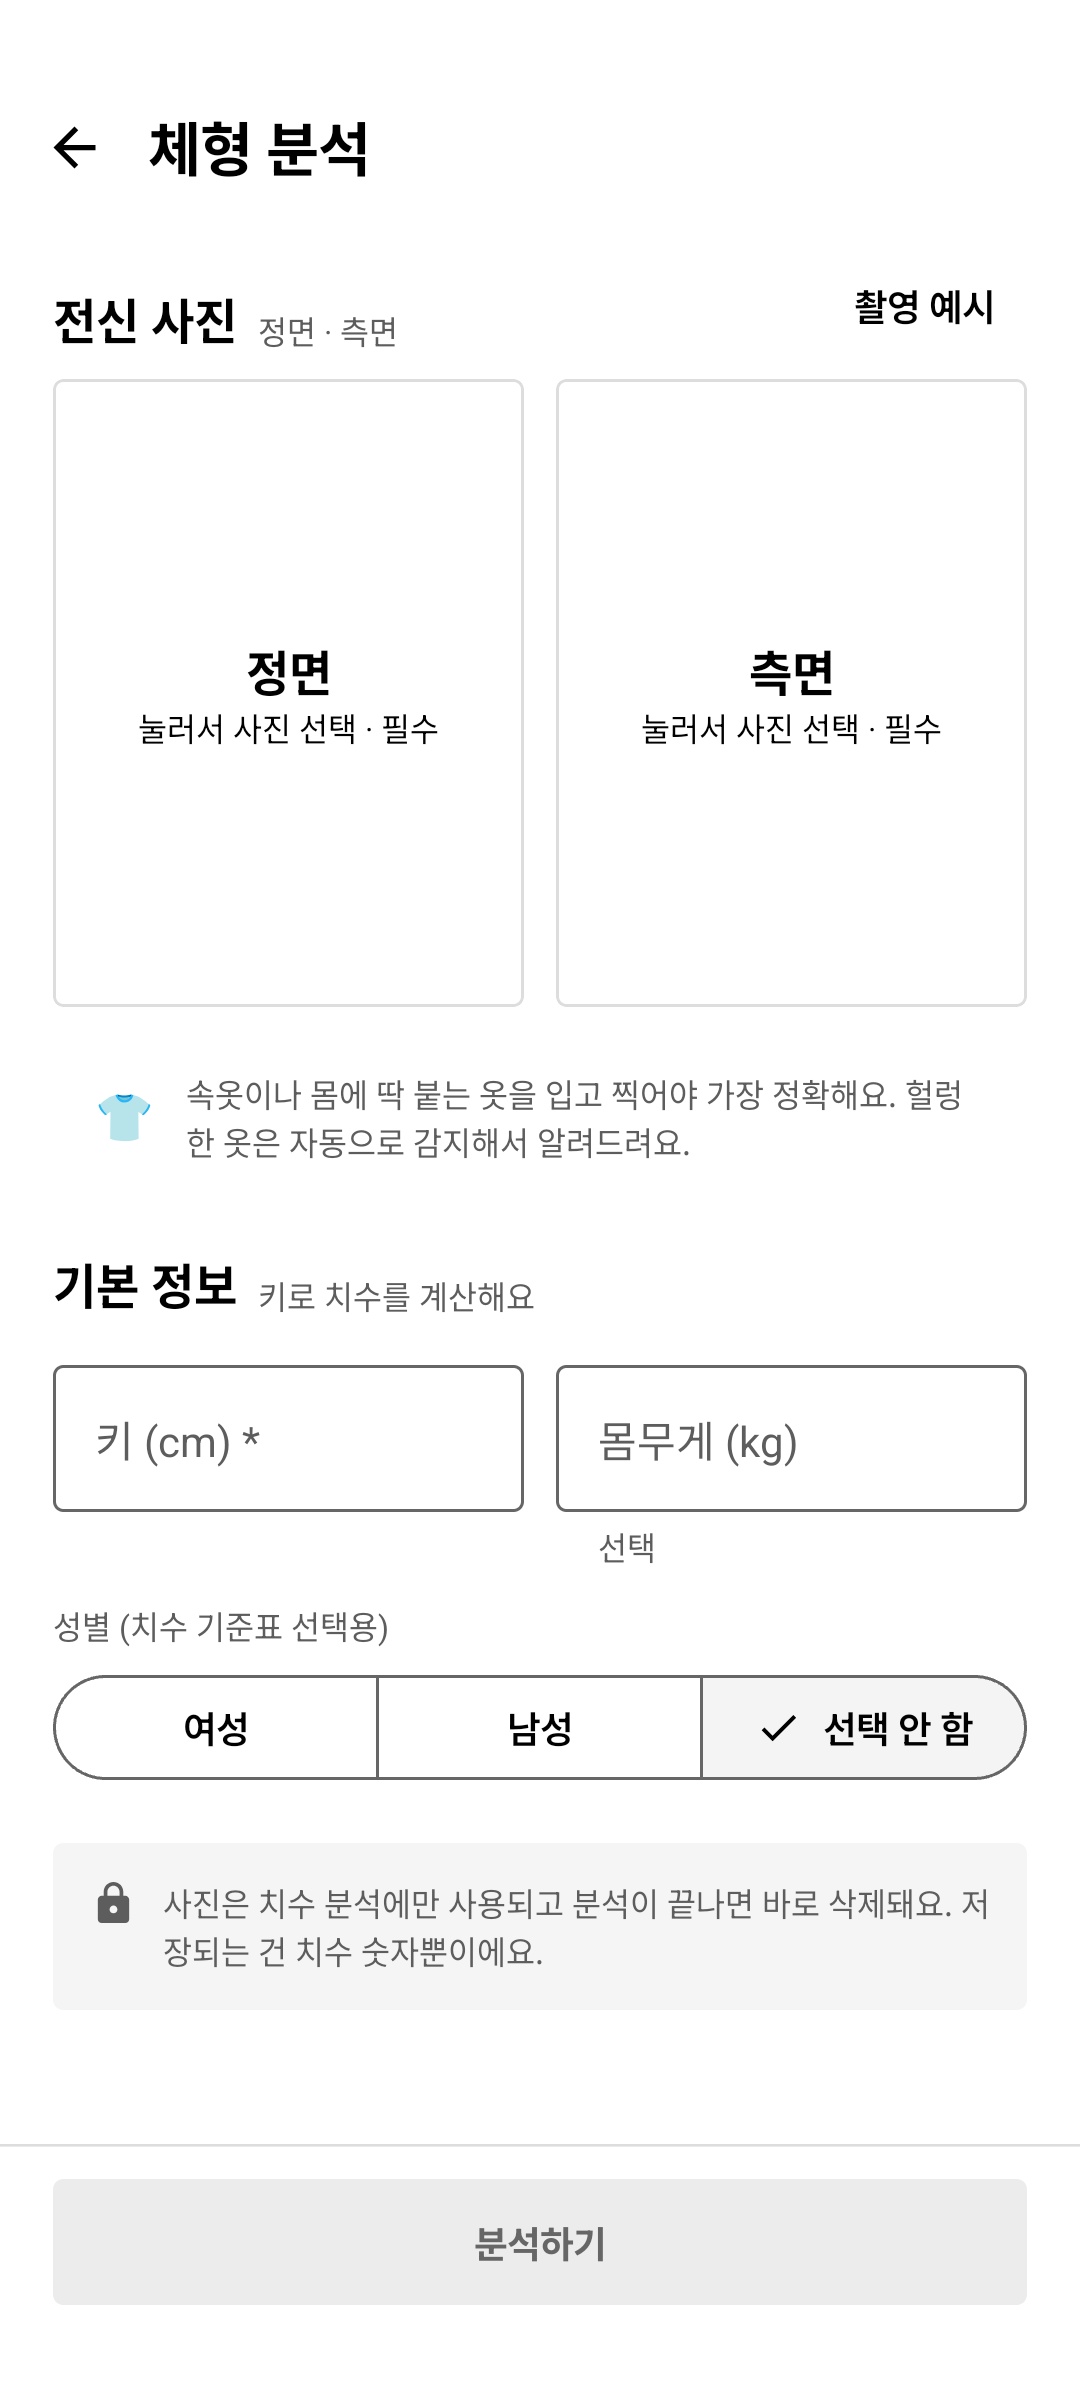 체형 분석
전신 사진 정면 · 측면
촬영 예시
정면
눌러서 사진 선택 · 필수
측면
눌러서 사진 선택 · 필수
속옷이나 몸에 딱 붙는 옷을 입고 찍어야 가장 정확해요. 헐렁
한 옷은 자동으로 감지해서 알려드려요.
기본 정보 키로 치수를 계산해요
키 (cm) *
몸무게 (kg)
선택
성별 (치수 기준표 선택용)
여성
남성
선택 안 함
사진은 치수 분석에만 사용되고 분석이 끝나면 바로 삭제돼요. 저
장되는 건 치수 숫자뿐이에요.
분석하기